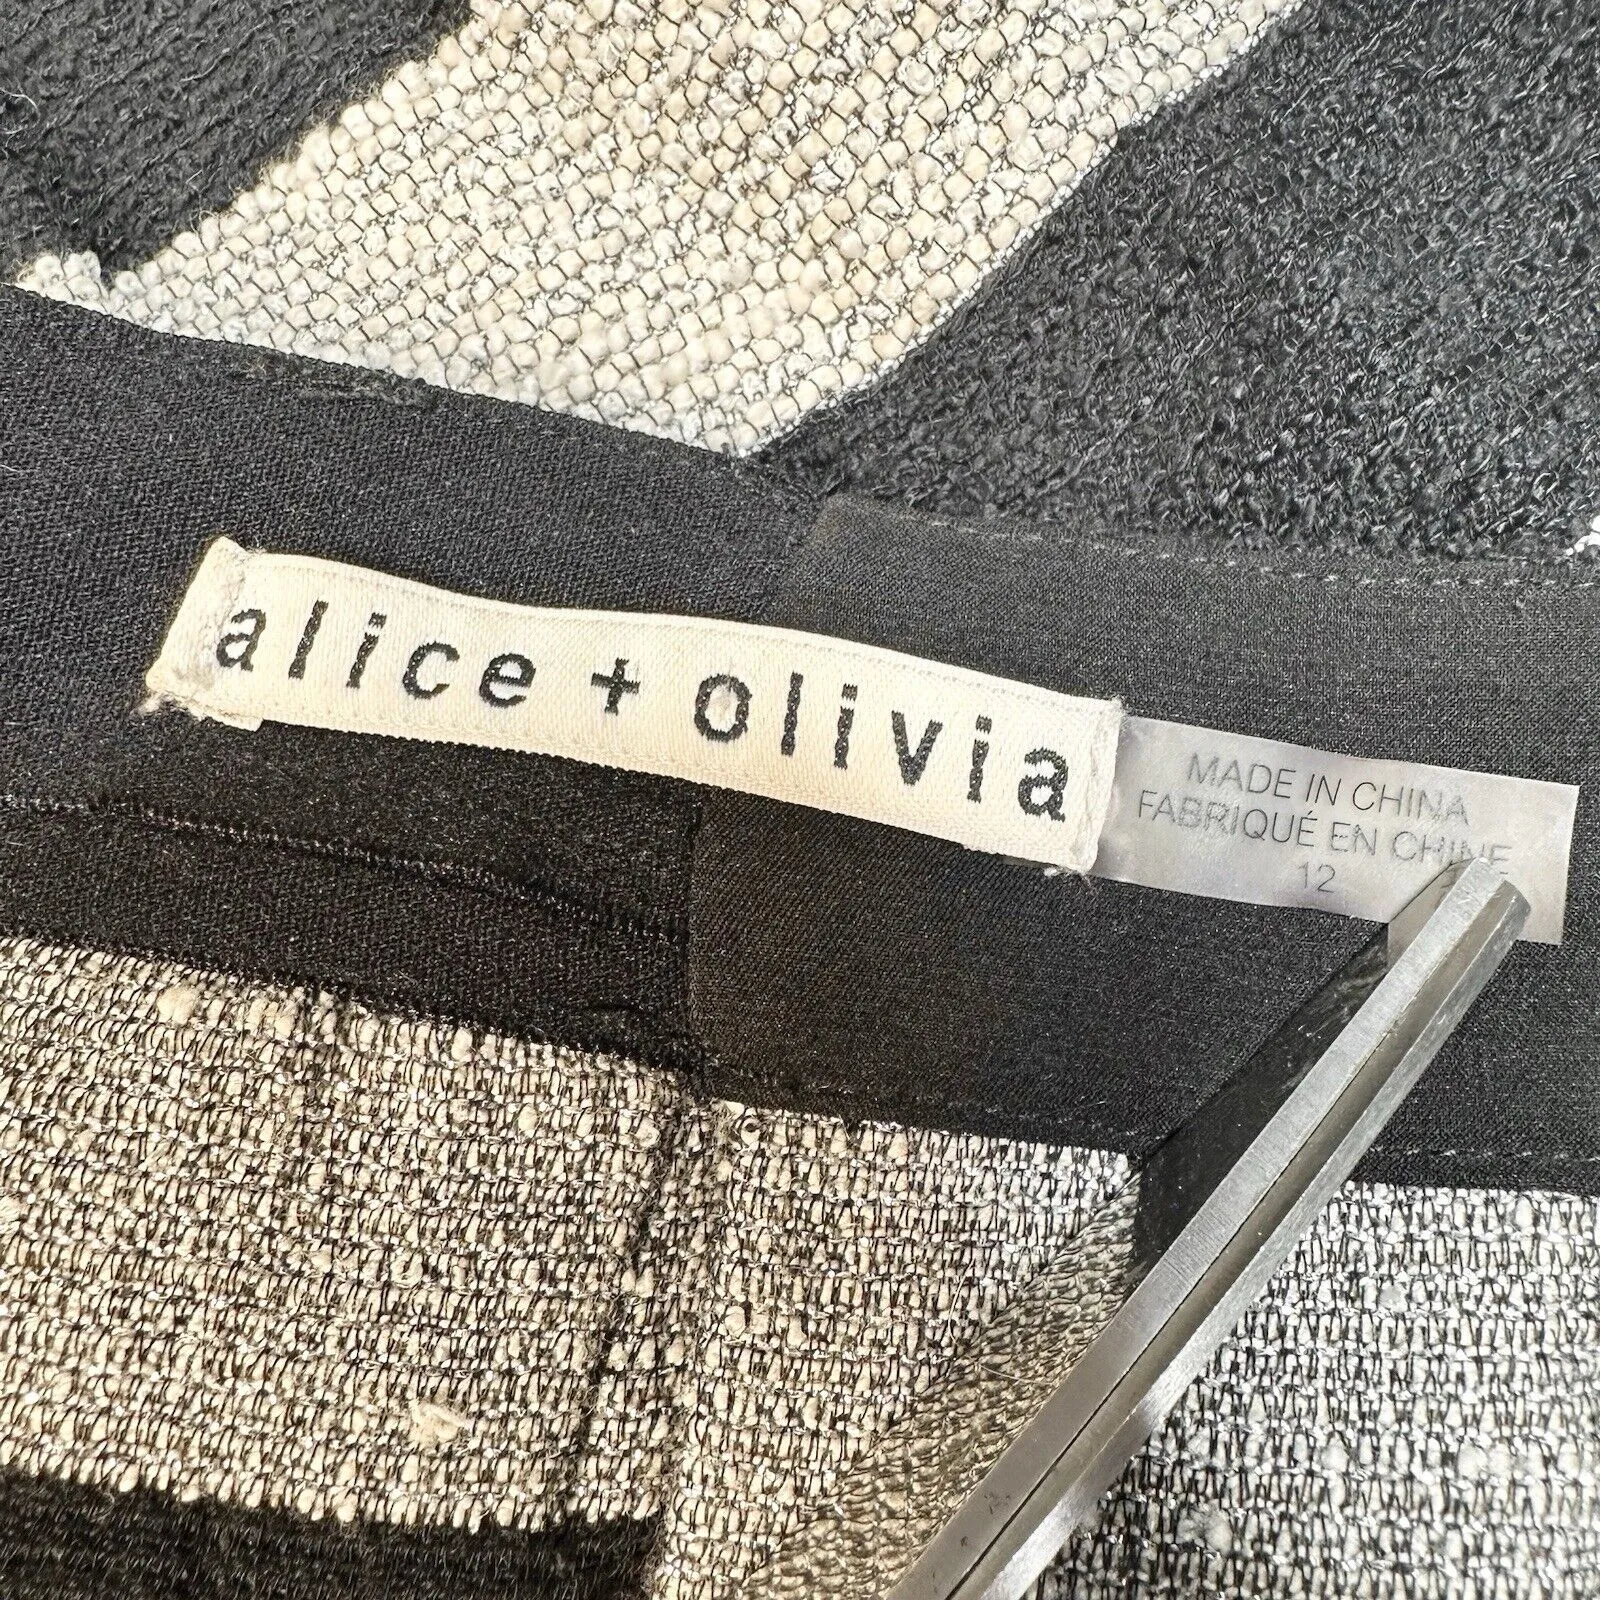 alice + olivia
MADE IN CHINA
FABRIQUÉ EN CHINE
12